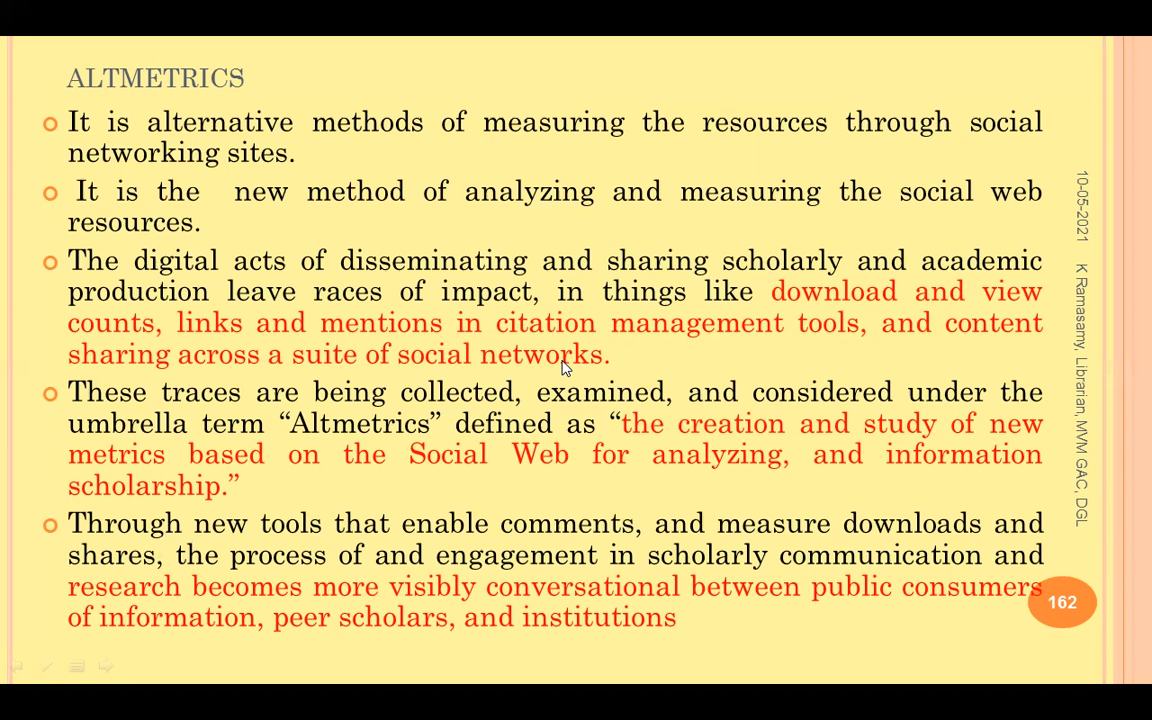 ALTMETRICS
It is alternative methods of measuring the resources through social
networking sites.
It is the new method of analyzing and measuring the social web
resources.
The digital acts of disseminating and sharing scholarly and academic
production leave races of impact, in things like download and view
counts, links and mentions in citation management tools, and content
sharing across a suite of social networks.
These traces are being collected, examined, and considered under the
umbrella term “Altmetrics” defined as “the creation and study of new
metrics based on the Social Web for analyzing, and information
scholarship.”
Through new tools that enable comments, and measure downloads and
shares, the process of and engagement in scholarly communication and
research becomes more visibly conversational between public consumers
of information, peer scholars, and institutions
10-05-2021 K Ramasamy, Librarian, MVM GAC, DGL
162